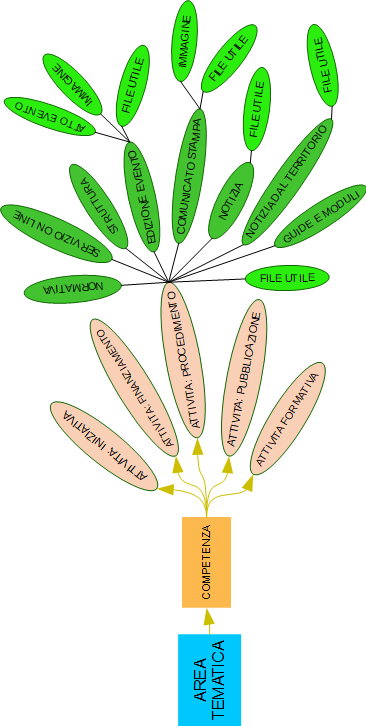 IMMAGINE
FILE UTILE
FILE UTILE
FILE UTILE
IMMAGINE
ATTO EVENTO
FILE UTILE
EDIZIONE EVENTO
COMUNICATO STAMPA
NOTIZIA
NOTIZIA DAL TERRITORIO
STRUTTURA
SERVIZIO ON LINE
GUIDE E MODULI
NORMATIVA
FILE UTILE
ATTIVITA: INIZIATIVA
ATTIVITA: FINANZIAMENTO
ATTIVITA: PROCEDIMENTO
ATTIVITA: PUBBLICAZIONE
ATTIVITA FORMATIVA
COMPETENZA
AREA
TEMATICA